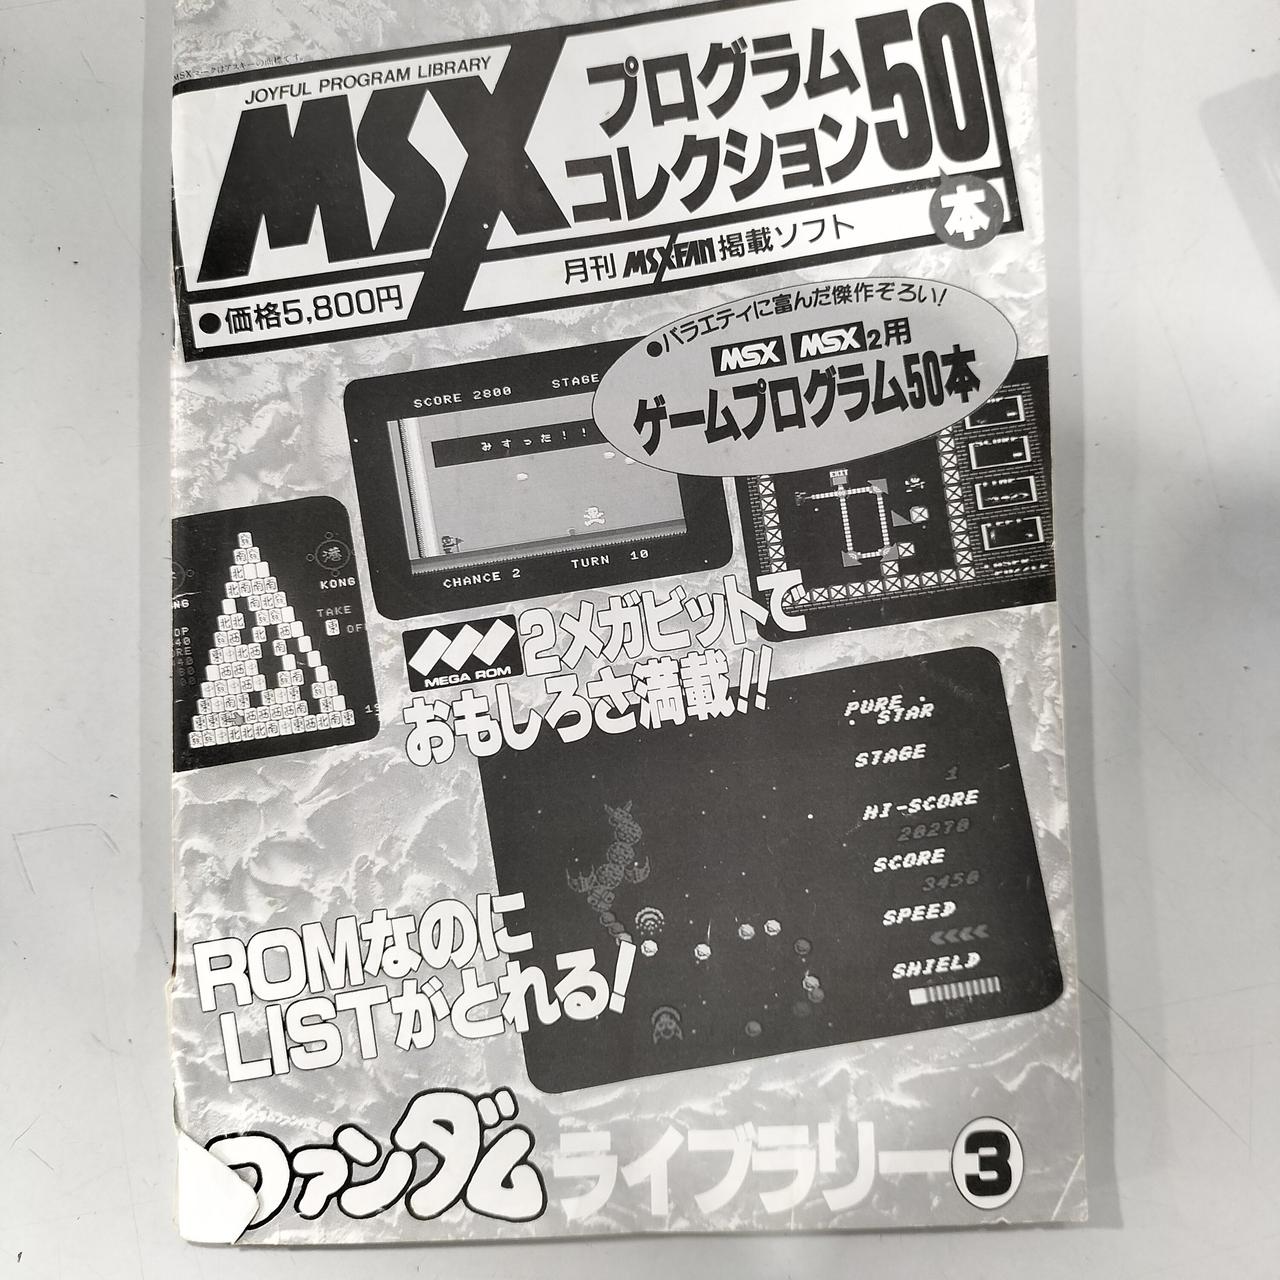 MSXマークはアスキーの商標です。
JOYFUL PROGRAM LIBRARY
MSX
プログラム
コレクション50
本
月刊MSXFAN掲載ソフト
●価格5,800円
●バラエティに富んだ傑作ぞろい!
MSX MSX2用
ゲームプログラム50本
SCORE 2800 STAGE
みすった!!
CHANCE 2 TURN 10
EXIT
港
KONG
TAKE
MEGA ROM
2メガビットで
おもしろさ満載!!
PURE
STAR
STAGE
1
HI-SCORE
20270
SCORE
3450
SPEED
SHIELD
ROMなのに
LISTがとれる!
ファンダム
ライブラリー3